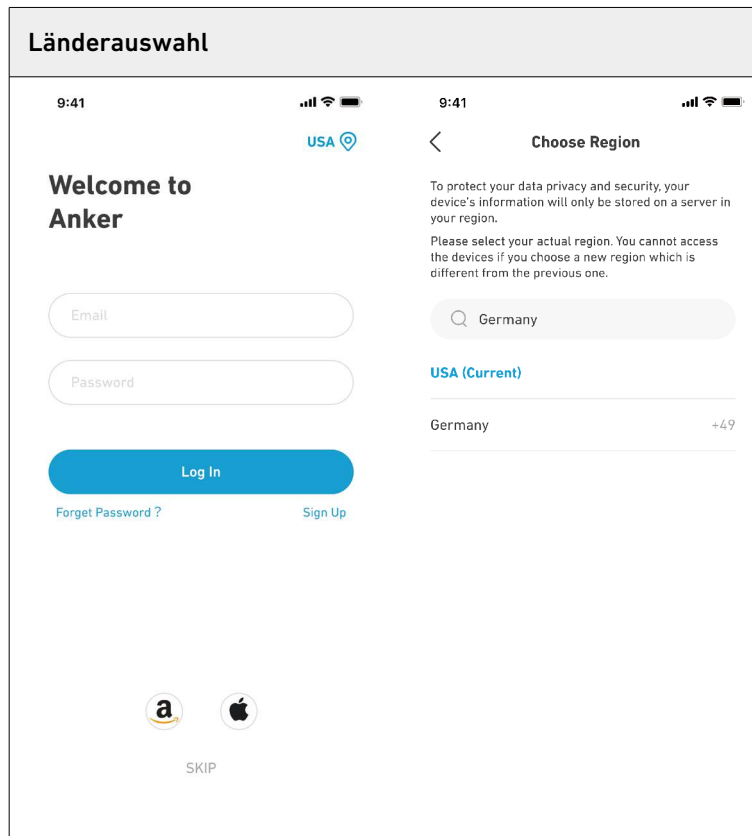 Länderauswahl
9:41
USA
Welcome to
Anker
Email
Password
Log In
Forget Password ?
Sign Up
a
SKIP
9:41
Choose Region
To protect your data privacy and security, your
device's information will only be stored on a server in
your region.
Please select your actual region. You cannot access
the devices if you choose a new region which is
different from the previous one.
Germany
USA (Current)
Germany
+49